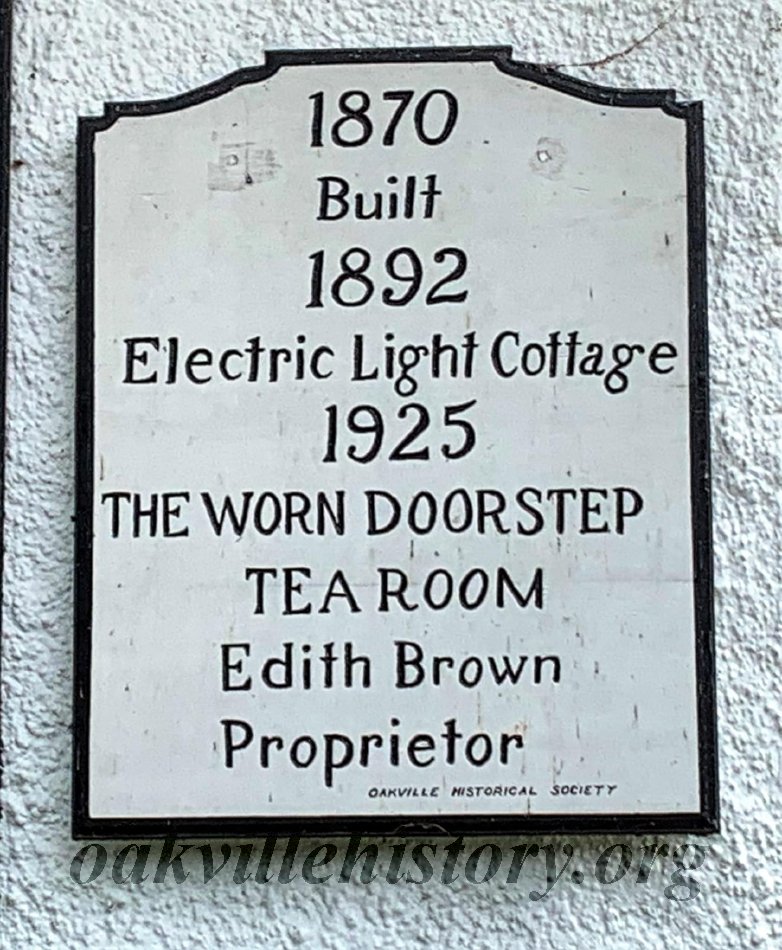 1870
Built
1892
Electric Light Cottage
1925
THE WORN DOORSTEP
TEA ROOM
Edith Brown
Proprietor
OAKVILLE HISTORICAL SOCIETY
oakvillehistory.org